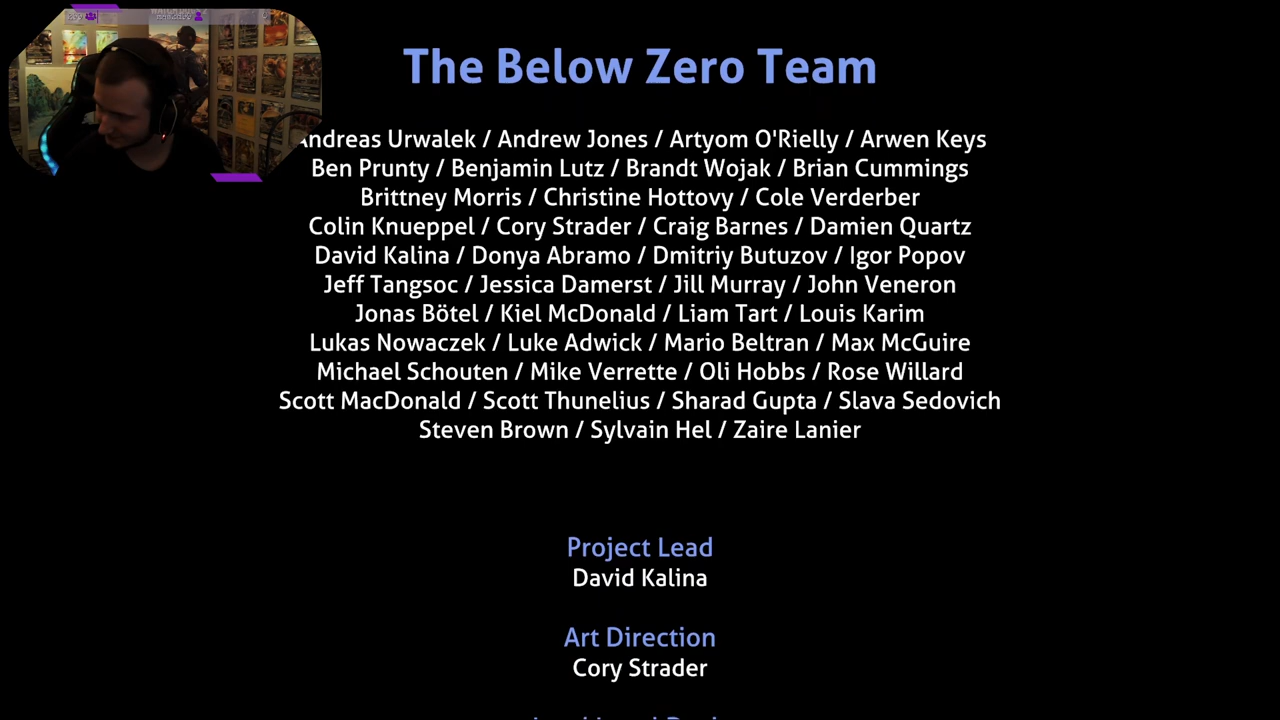 The Below Zero Team
Andreas Urwalek / Andrew Jones / Artyom O'Rielly / Arwen Keys
Ben Prunty / Benjamin Lutz / Brandt Wojak / Brian Cummings
Brittney Morris / Christine Hottovy / Cole Verderber
Colin Knueppel / Cory Strader / Craig Barnes / Damien Quartz
David Kalina / Donya Abramo / Dmitriy Butuzov / Igor Popov
Jeff Tangsoc / Jessica Damerst / Jill Murray / John Veneron
Jonas Bötel / Kiel McDonald / Liam Tart / Louis Karim
Lukas Nowaczek / Luke Adwick / Mario Beltran / Max McGuire
Michael Schouten / Mike Verrette / Oli Hobbs / Rose Willard
Scott MacDonald / Scott Thunelius / Sharad Gupta / Slava Sedovich
Steven Brown / Sylvain Hel / Zaire Lanier
Project Lead
David Kalina
Art Direction
Cory Strader